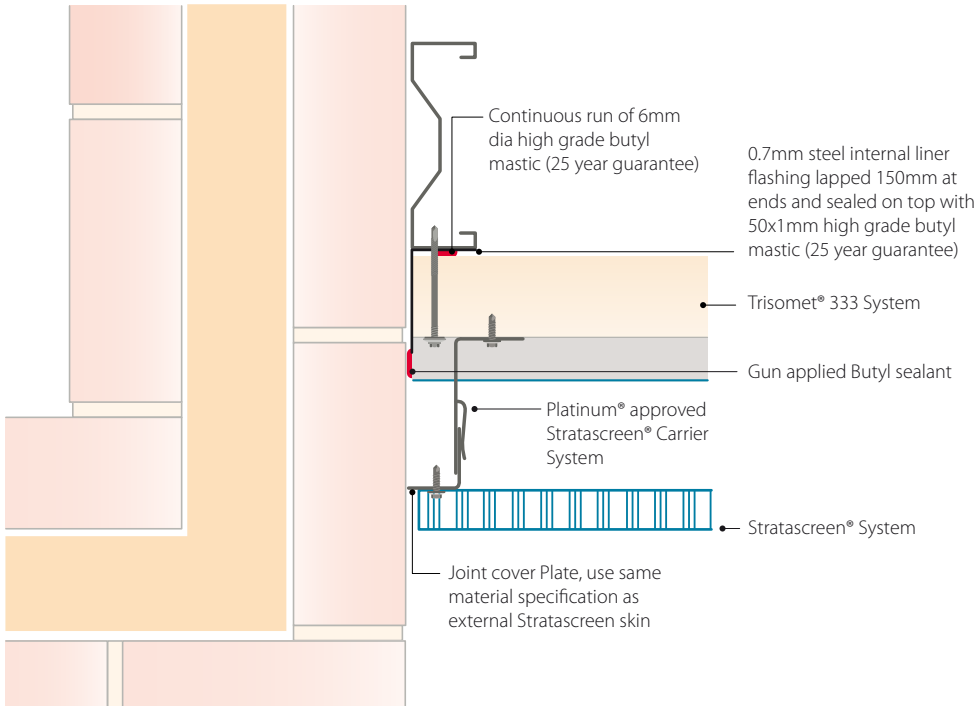 Continuous run of 6mm
dia high grade butyl
mastic (25 year guarantee)
0.7mm steel internal liner
flashing lapped 150mm at
ends and sealed on top with
50x1mm high grade butyl
mastic (25 year guarantee)
Trisomet® 333 System
Gun applied Butyl sealant
Platinum® approved
Stratascreen® Carrier
System
Stratascreen® System
Joint cover Plate, use same
material specification as
external Stratascreen skin